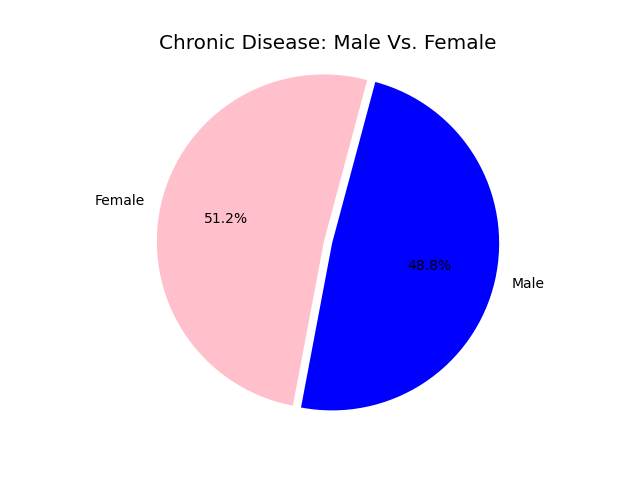 Chronic Disease: Male Vs. Female
Female
51.2%
48.8%
Male